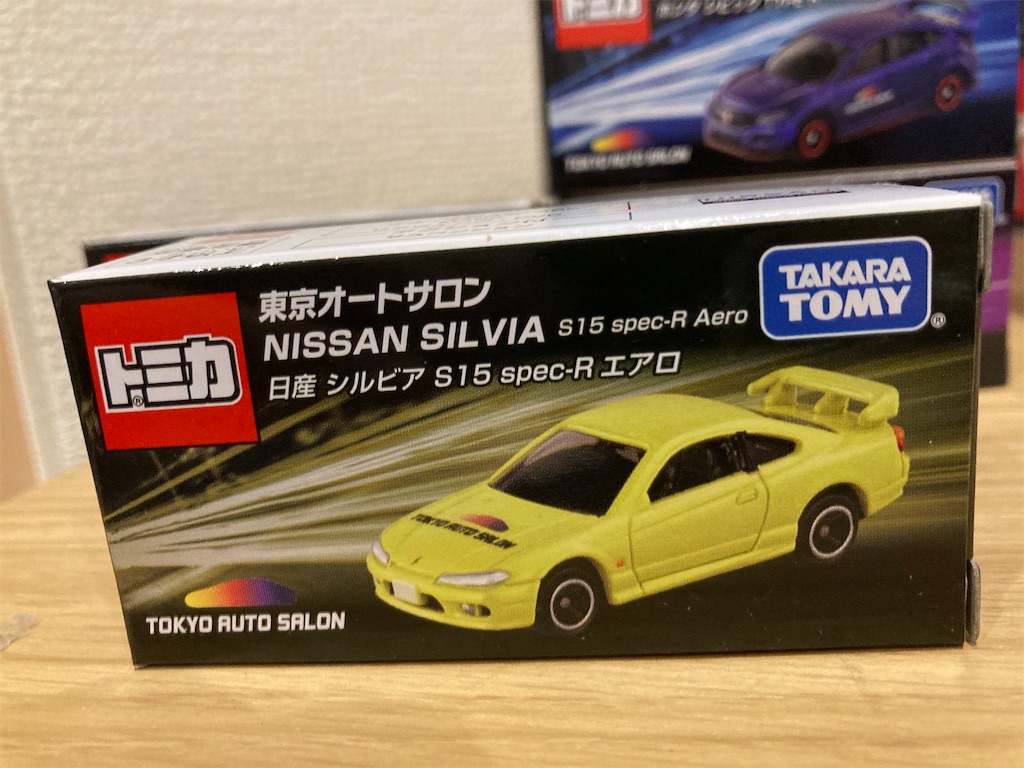 TOKYO AUTO SALON
トミカ
東京オートサロン
NISSAN SILVIA S15 spec-R Aero
日産 シルビア S15 spec-R エアロ
TAKARA
TOMY
TOKYO AUTO SALON
TOKYO AUTO SALON